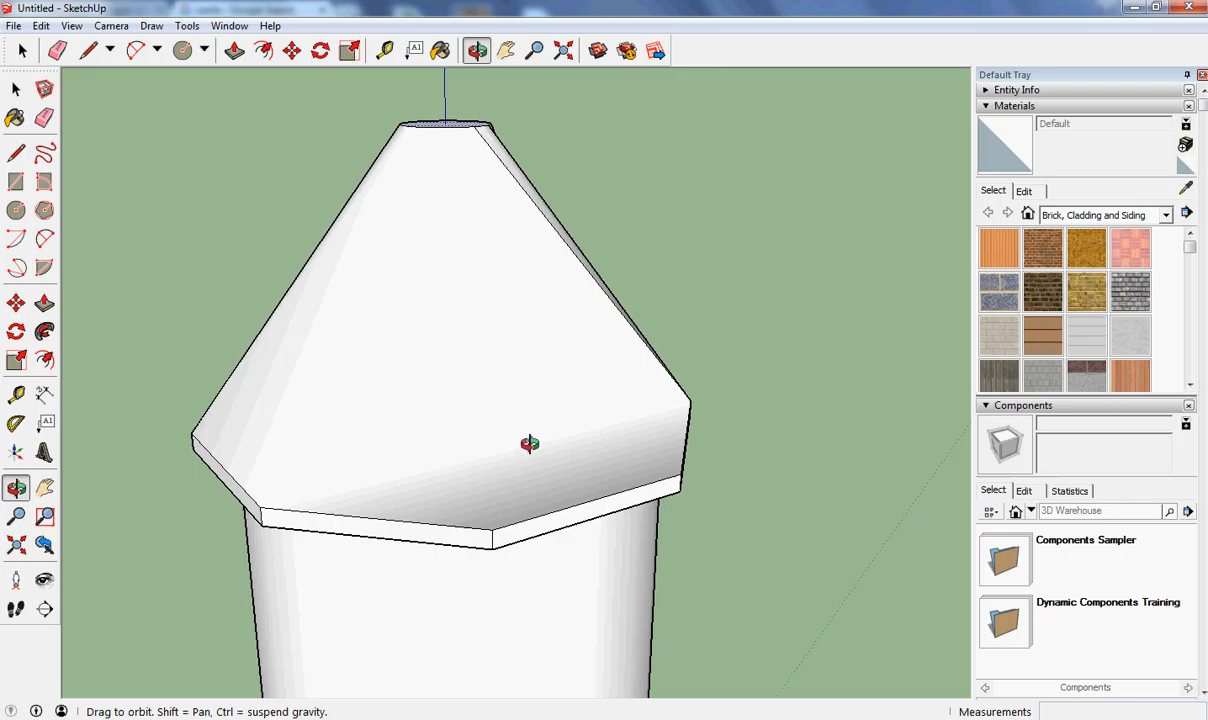 Untitled - SketchUp
File Edit View Camera Draw Tools Window Help
A1
Default Tray
Entity Info
Materials
Default
Select Edit
Brick, Cladding and Siding
A1
Components
Select Edit Statistics
3D Warehouse
Components Sampler
Dynamic Components Training
Components
Drag to orbit. Shift = Pan, Ctrl = suspend gravity.
Measurements